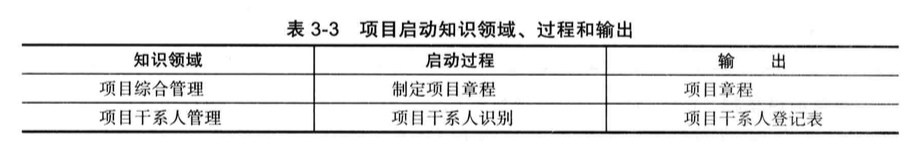 表 3-3 项目启动知识领域、过程和输出
知识领域 启动过程 输 出
项目综合管理 制定项目章程 项目章程
项目干系人管理 项目干系人识别 项目干系人登记表